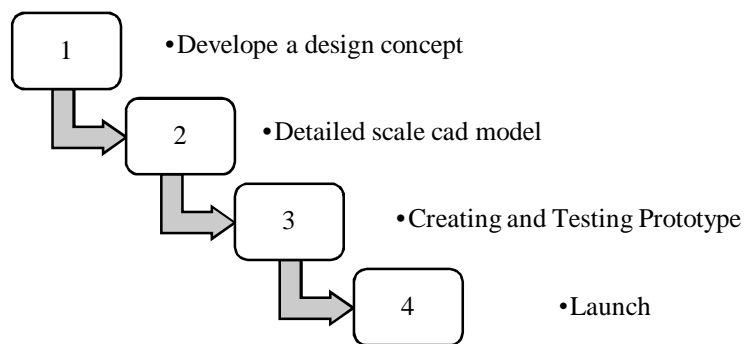 1 •Develope a design concept
2 •Detailed scale cad model
3 •Creating and Testing Prototype
4 •Launch